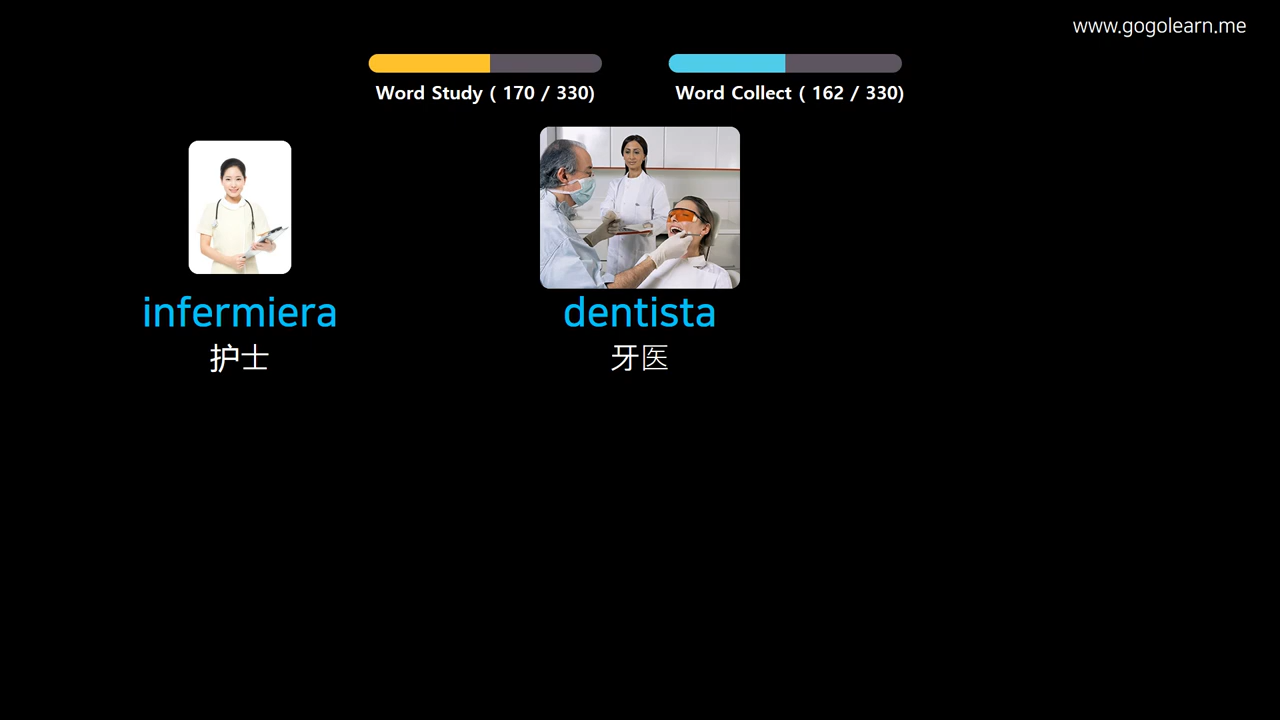 www.gogolearn.me
Word Study ( 170 / 330)
Word Collect ( 162 / 330)
infermiera
护士
dentista
牙医